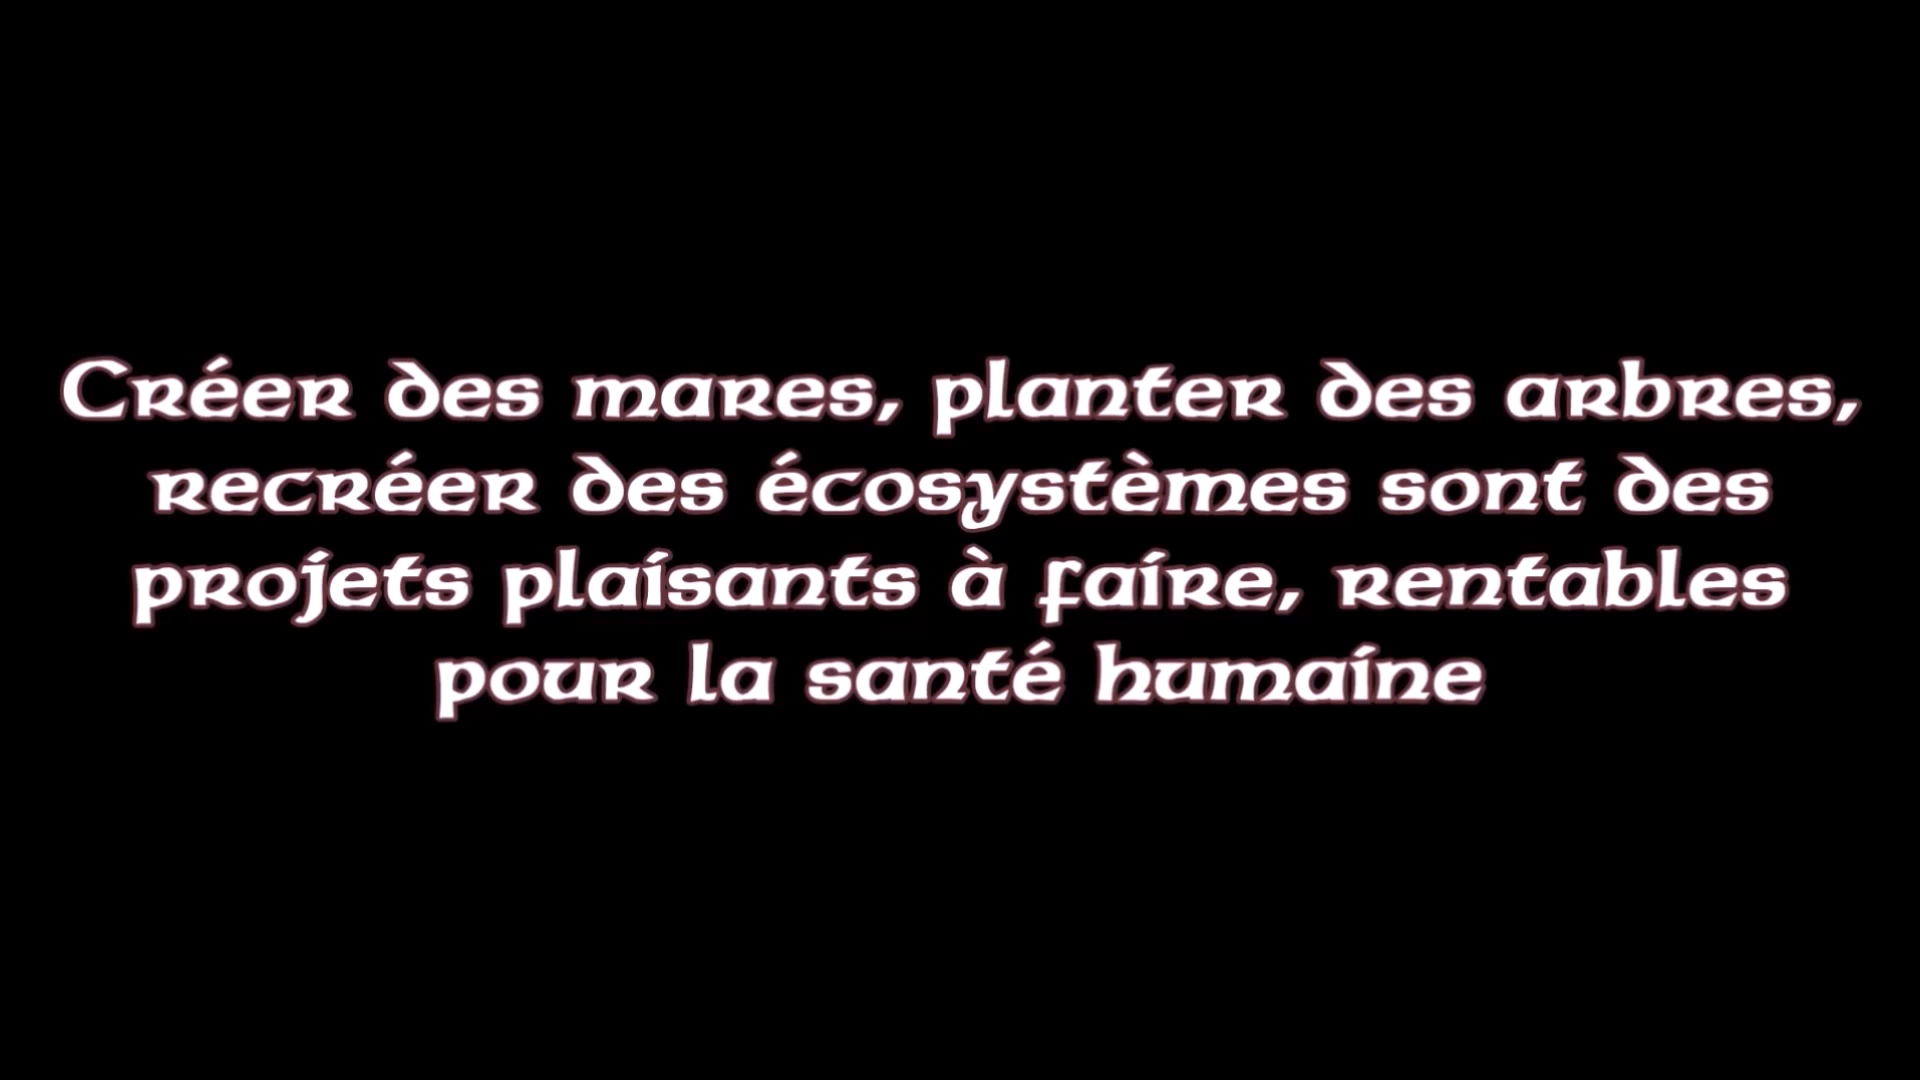 Créer des mares, planter des arbres,
recréer des écosystèmes sont des
projets plaisants à faire, rentables
pour la santé humaine